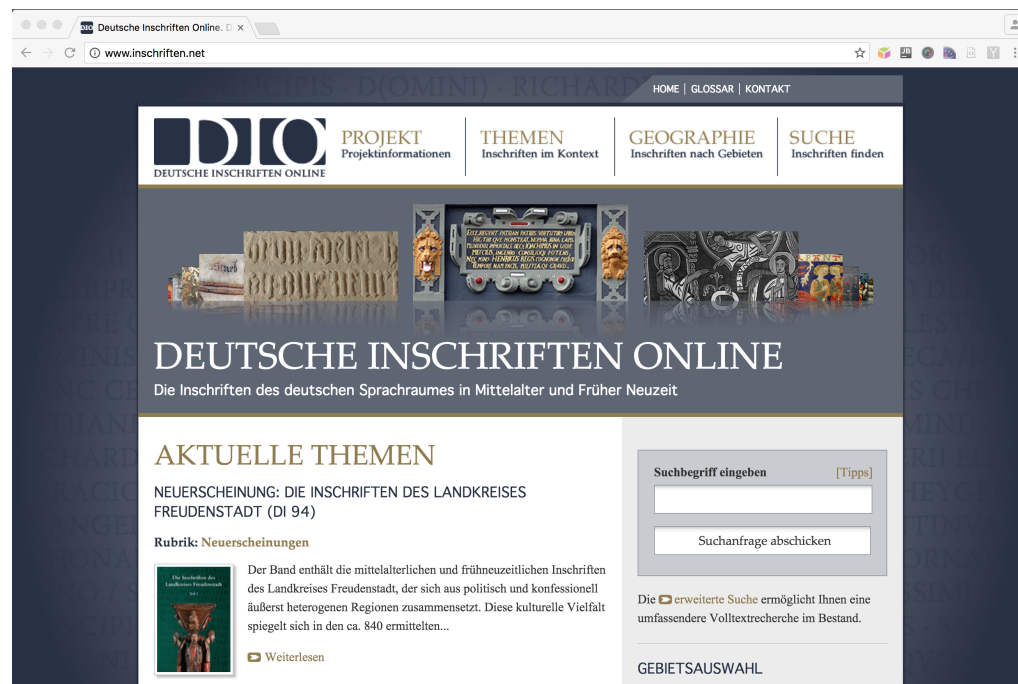 Deutsche Inschriften Online. D
www.inschriften.net
HOME | GLOSSAR | KONTAKT
DIO
DEUTSCHE INSCHRIFTEN ONLINE
PROJEKT
Projektinformationen
THEMEN
Inschriften im Kontext
GEOGRAPHIE
Inschriften nach Gebieten
SUCHE
Inschriften finden
DEUTSCHE INSCHRIFTEN ONLINE
Die Inschriften des deutschen Sprachraumes in Mittelalter und Früher Neuzeit
AKTUELLE THEMEN
NEUERSCHEINUNG: DIE INSCHRIFTEN DES LANDKREISES
FREUDENSTADT (DI 94)
Rubrik: Neuerscheinungen
Die Inschriften des
Landkreises Freudenstadt
Der Band enthält die mittelalterlichen und frühneuzeitlichen Inschriften
des Landkreises Freudenstadt, der sich aus politisch und konfessionell
äußerst heterogenen Regionen zusammensetzt. Diese kulturelle Vielfalt
spiegelt sich in den ca. 840 ermittelten...
Weiterlesen
Suchbegriff eingeben [Tipps]
Suchanfrage abschicken
Die erweiterte Suche ermöglicht Ihnen eine
umfassendere Volltextrecherche im Bestand.
GEBIETSAUSWAHL